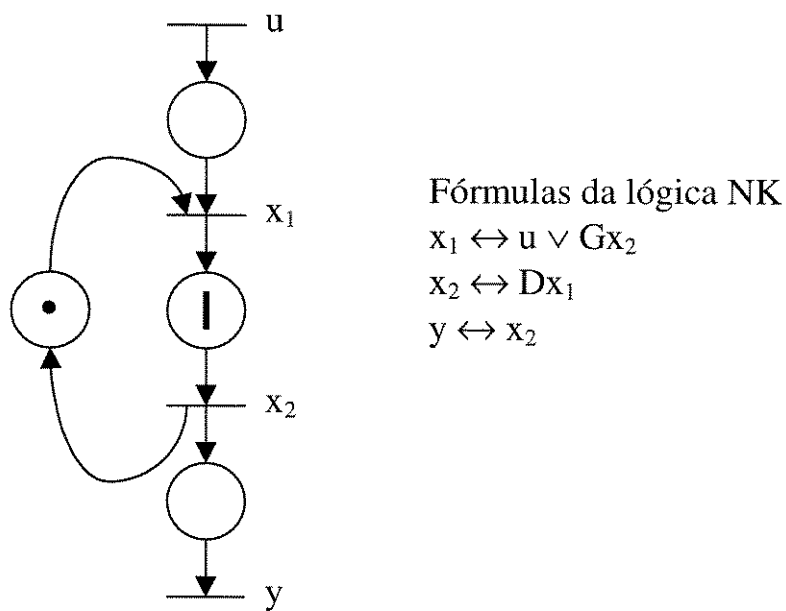 u
x₁
x₂
y
Fórmulas da lógica NK
x₁ ↔ u ∨ Gx₂
x₂ ↔ Dx₁
y ↔ x₂